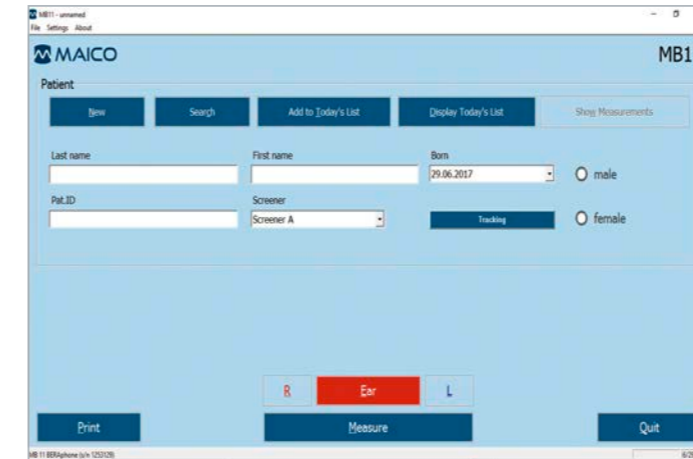 MB11 - unnamed
File Settings About
MAICO
MB1
Patient
New Search Add to Today's List Display Today's List Show Measurements
Last name First name Born
29.06.2017 male
Pat.ID Screener
Screener A Tracking female
R Ear L
Print Measure Quit
MB 11 BERAphone (s/n 1253129)